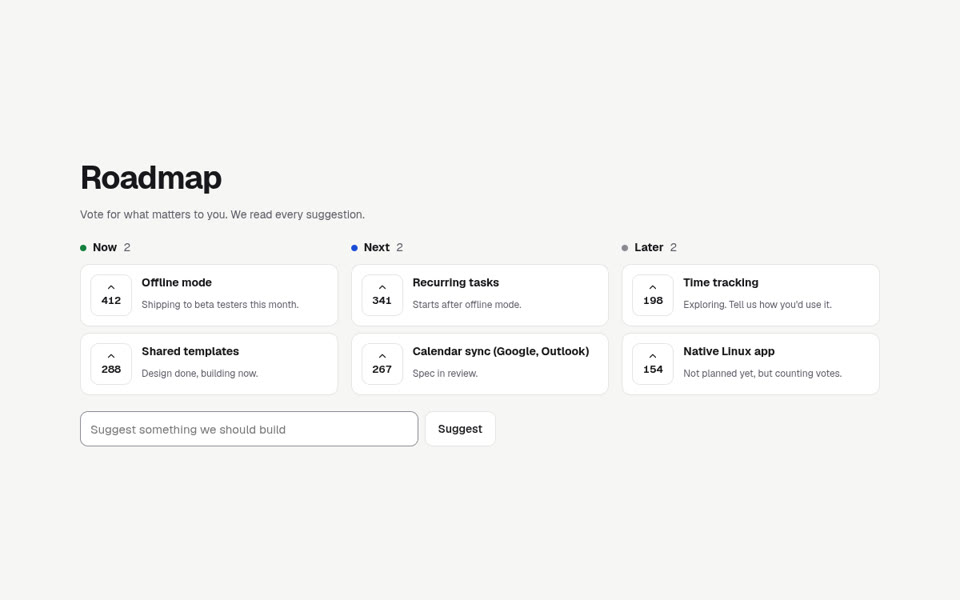 Roadmap
Vote for what matters to you. We read every suggestion.
Now 2
412
Offline mode
Shipping to beta testers this month.
288
Shared templates
Design done, building now.
Next 2
341
Recurring tasks
Starts after offline mode.
267
Calendar sync (Google, Outlook)
Spec in review.
Later 2
198
Time tracking
Exploring. Tell us how you'd use it.
154
Native Linux app
Not planned yet, but counting votes.
Suggest something we should build
Suggest